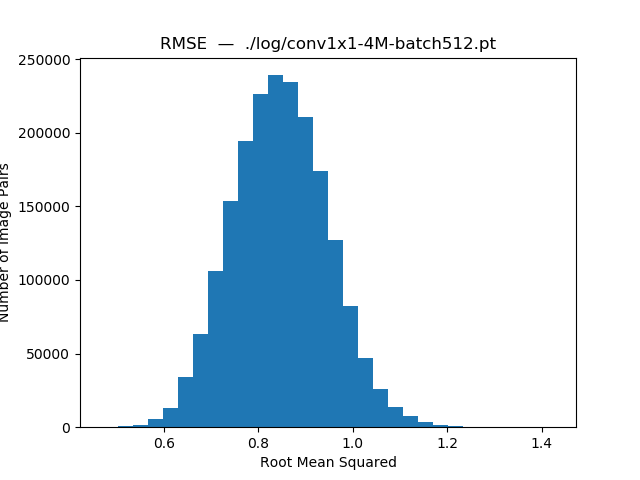 RMSE — ./log/conv1x1-4M-batch512.pt
250000
200000
150000
100000
50000
0
Number of Image Pairs
0.6 0.8 1.0 1.2 1.4
Root Mean Squared